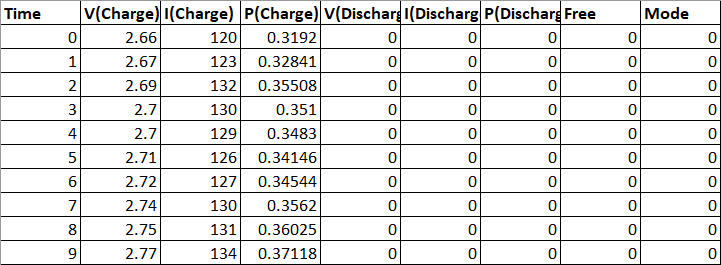 Time V(Charge) I(Charge) P(Charge) V(Discharg I(Discharg P(Discharg Free Mode
0 2.66 120 0.3192 0 0 0 0 0
1 2.67 123 0.32841 0 0 0 0 0
2 2.69 132 0.35508 0 0 0 0 0
3 2.7 130 0.351 0 0 0 0 0
4 2.7 129 0.3483 0 0 0 0 0
5 2.71 126 0.34146 0 0 0 0 0
6 2.72 127 0.34544 0 0 0 0 0
7 2.74 130 0.3562 0 0 0 0 0
8 2.75 131 0.36025 0 0 0 0 0
9 2.77 134 0.37118 0 0 0 0 0